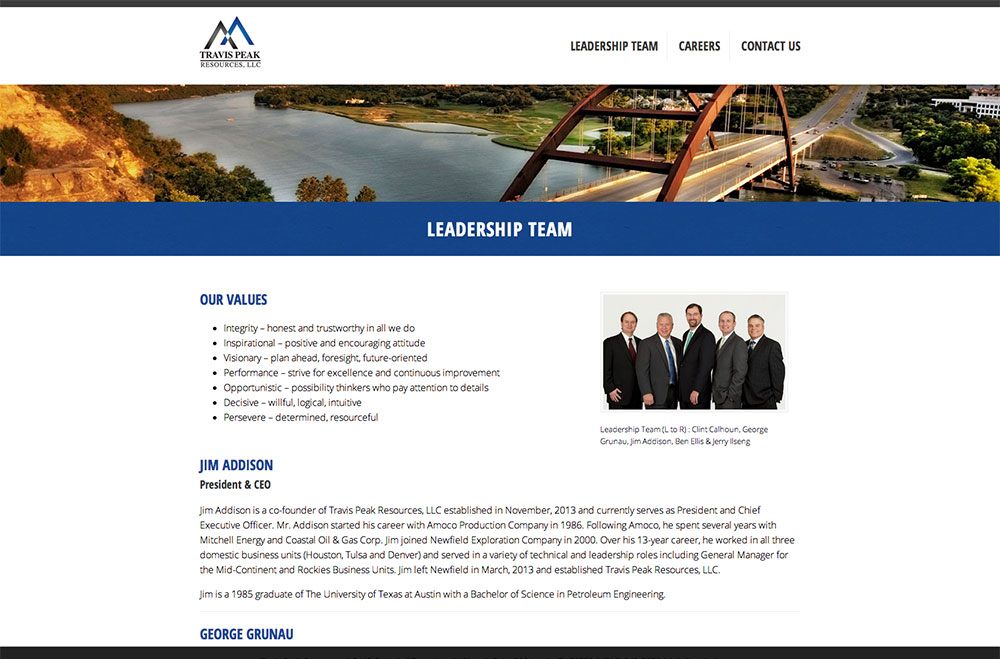 TRAVIS PEAK
RESOURCES, LLC
LEADERSHIP TEAM
CAREERS
CONTACT US
LEADERSHIP TEAM
OUR VALUES
Integrity – honest and trustworthy in all we do
Inspirational – positive and encouraging attitude
Visionary – plan ahead, foresight, future-oriented
Performance – strive for excellence and continuous improvement
Opportunistic – possibility thinkers who pay attention to details
Decisive – willful, logical, intuitive
Persevere – determined, resourceful
Leadership Team (L to R) : Clint Calhoun, George
Grunau, Jim Addison, Ben Ellis & Jerry Ilseng
JIM ADDISON
President & CEO
Jim Addison is a co-founder of Travis Peak Resources, LLC established in November, 2013 and currently serves as President and Chief
Executive Officer. Mr. Addison started his career with Amoco Production Company in 1986. Following Amoco, he spent several years with
Mitchell Energy and Coastal Oil & Gas Corp. Jim joined Newfield Exploration Company in 2000. Over his 13-year career, he worked in all three
domestic business units (Houston, Tulsa and Denver) and served in a variety of technical and leadership roles including General Manager for
the Mid-Continent and Rockies Business Units. Jim left Newfield in March, 2013 and established Travis Peak Resources, LLC.
Jim is a 1985 graduate of The University of Texas at Austin with a Bachelor of Science in Petroleum Engineering.
GEORGE GRUNAU